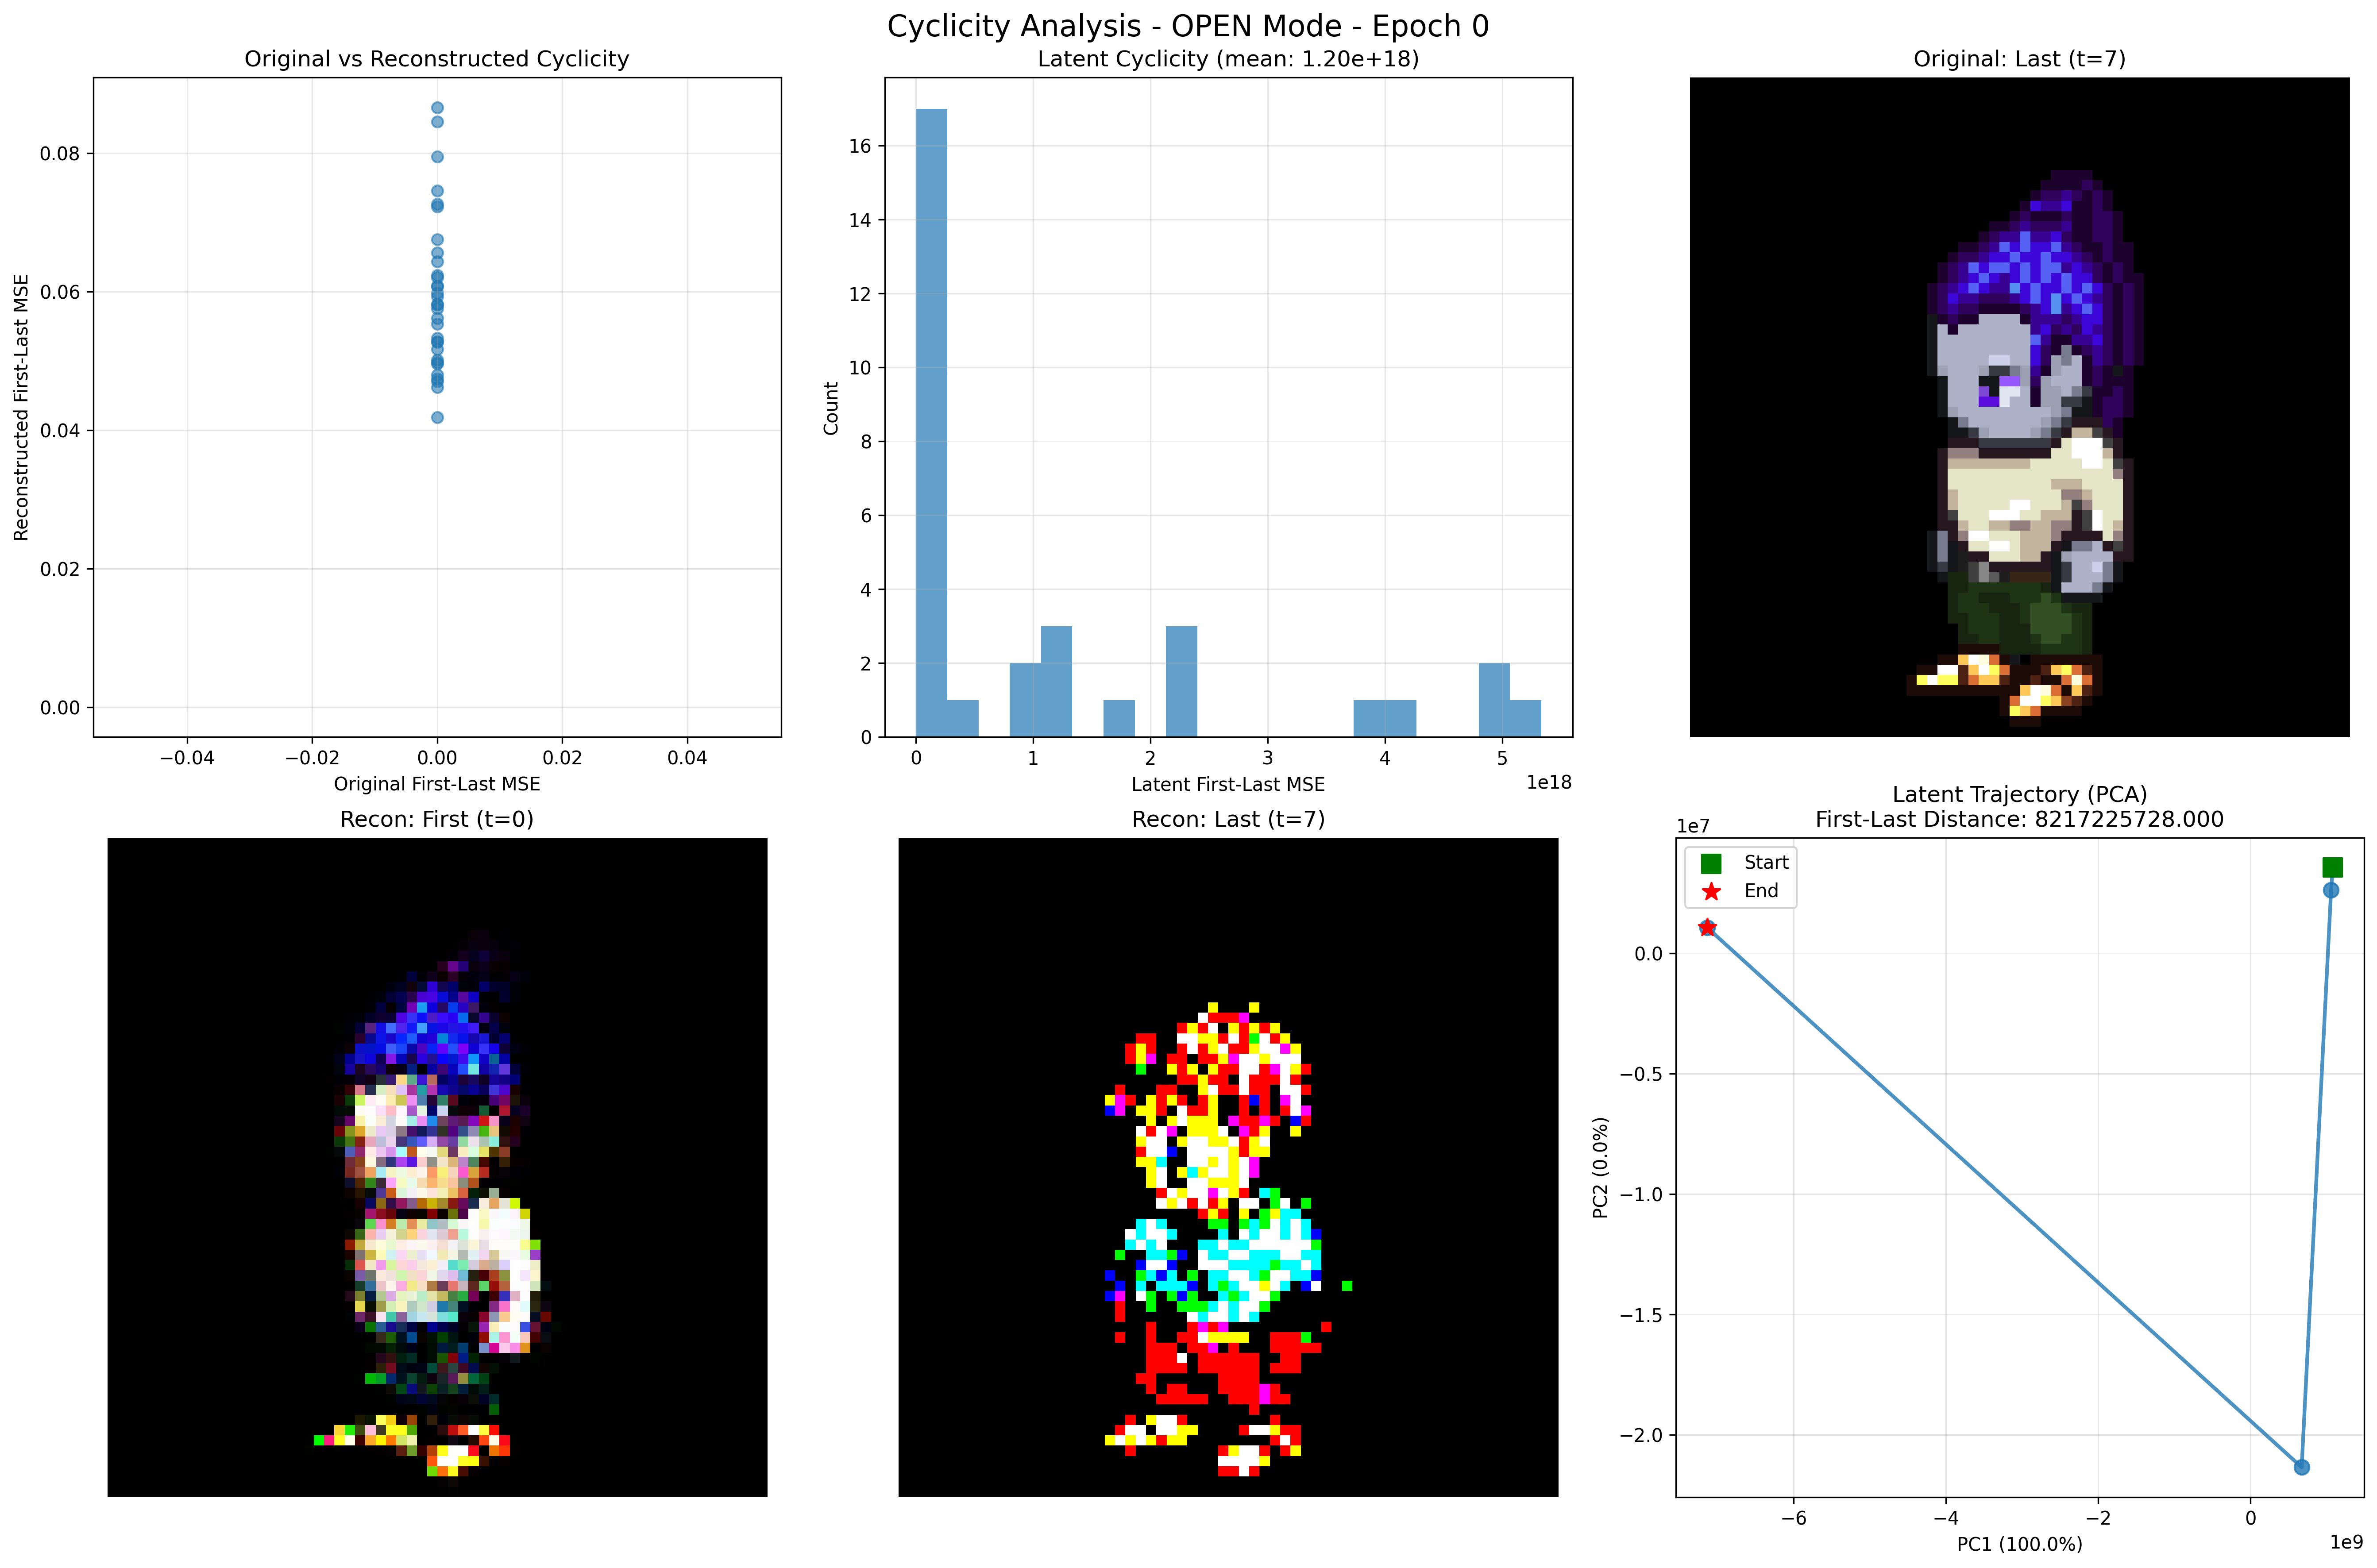 Cyclicity Analysis - OPEN Mode - Epoch 0
Original vs Reconstructed Cyclicity
Reconstructed First-Last MSE
0.08
0.06
0.04
0.02
0.00
−0.04
−0.02
0.00
0.02
0.04
Original First-Last MSE
Latent Cyclicity (mean: 1.20e+18)
Count
16
14
12
10
8
6
4
2
0
0
1
2
3
4
5
1e18
Latent First-Last MSE
Original: Last (t=7)
Recon: First (t=0)
Recon: Last (t=7)
Latent Trajectory (PCA)
First-Last Distance: 8217225728.000
1e7
Start
End
PC2 (0.0%)
0.0
−0.5
−1.0
−1.5
−2.0
−6
−4
−2
0
1e9
PC1 (100.0%)